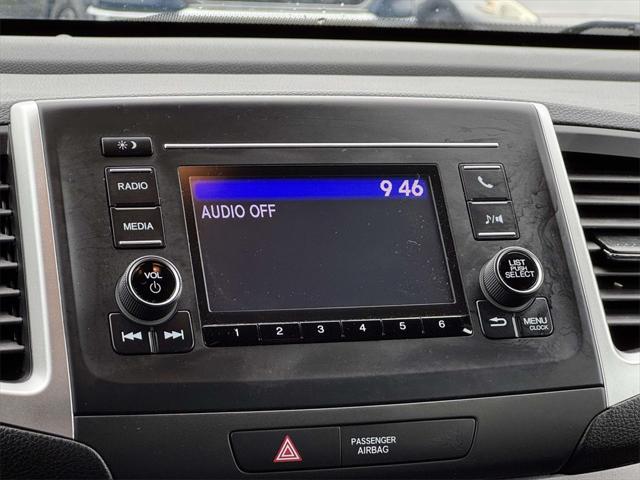 9 46
AUDIO OFF
RADIO
MEDIA
VOL
LIST
PUSH
SELECT
1 2 3 4 5 6
MENU
CLOCK
PASSENGER
AIRBAG